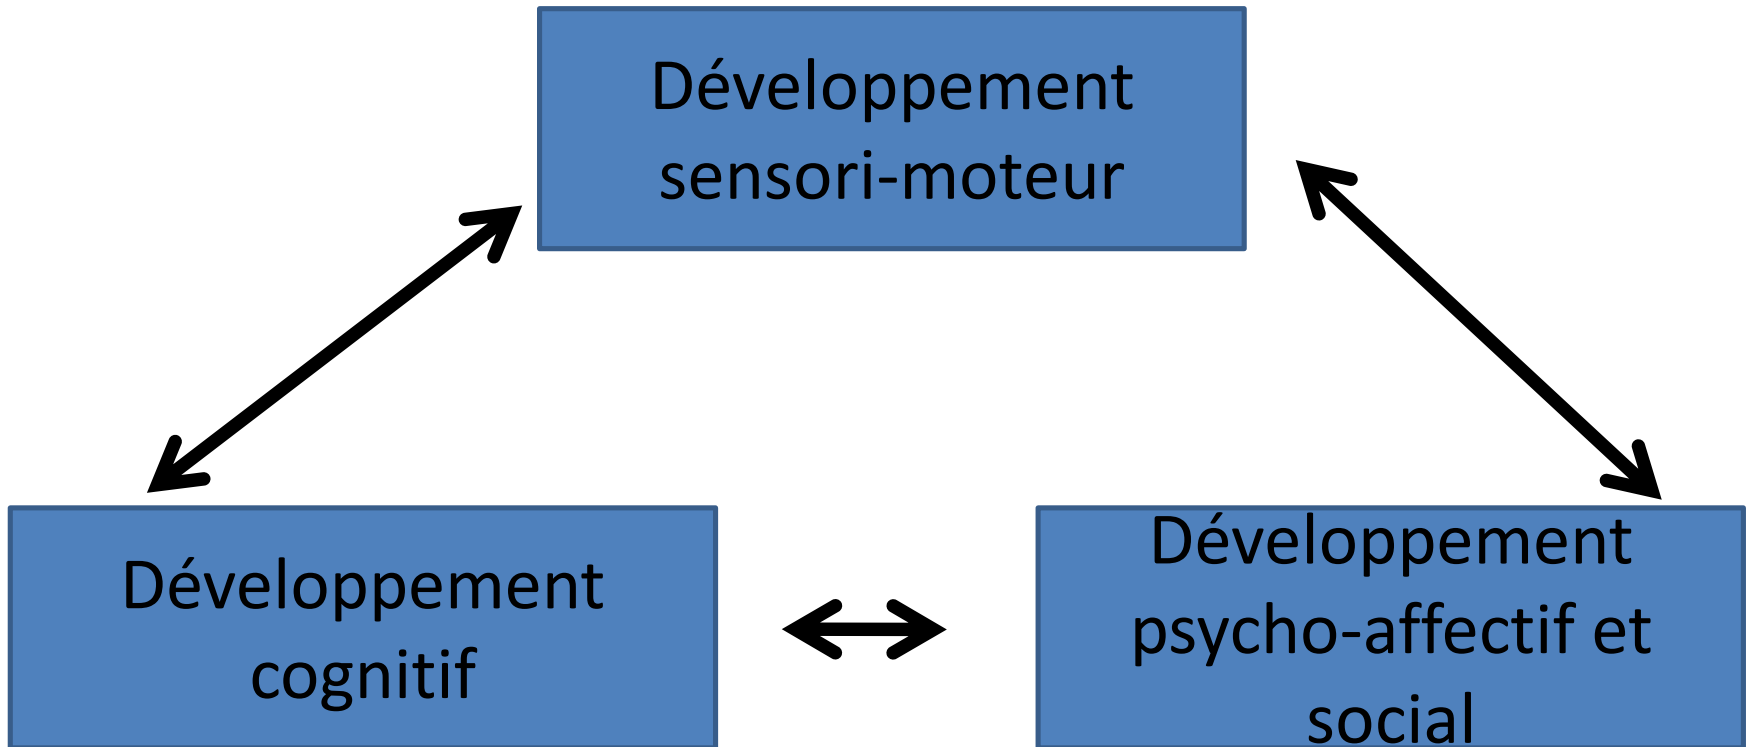 Développement
sensori-moteur
Développement
cognitif
Développement
psycho-affectif et
social